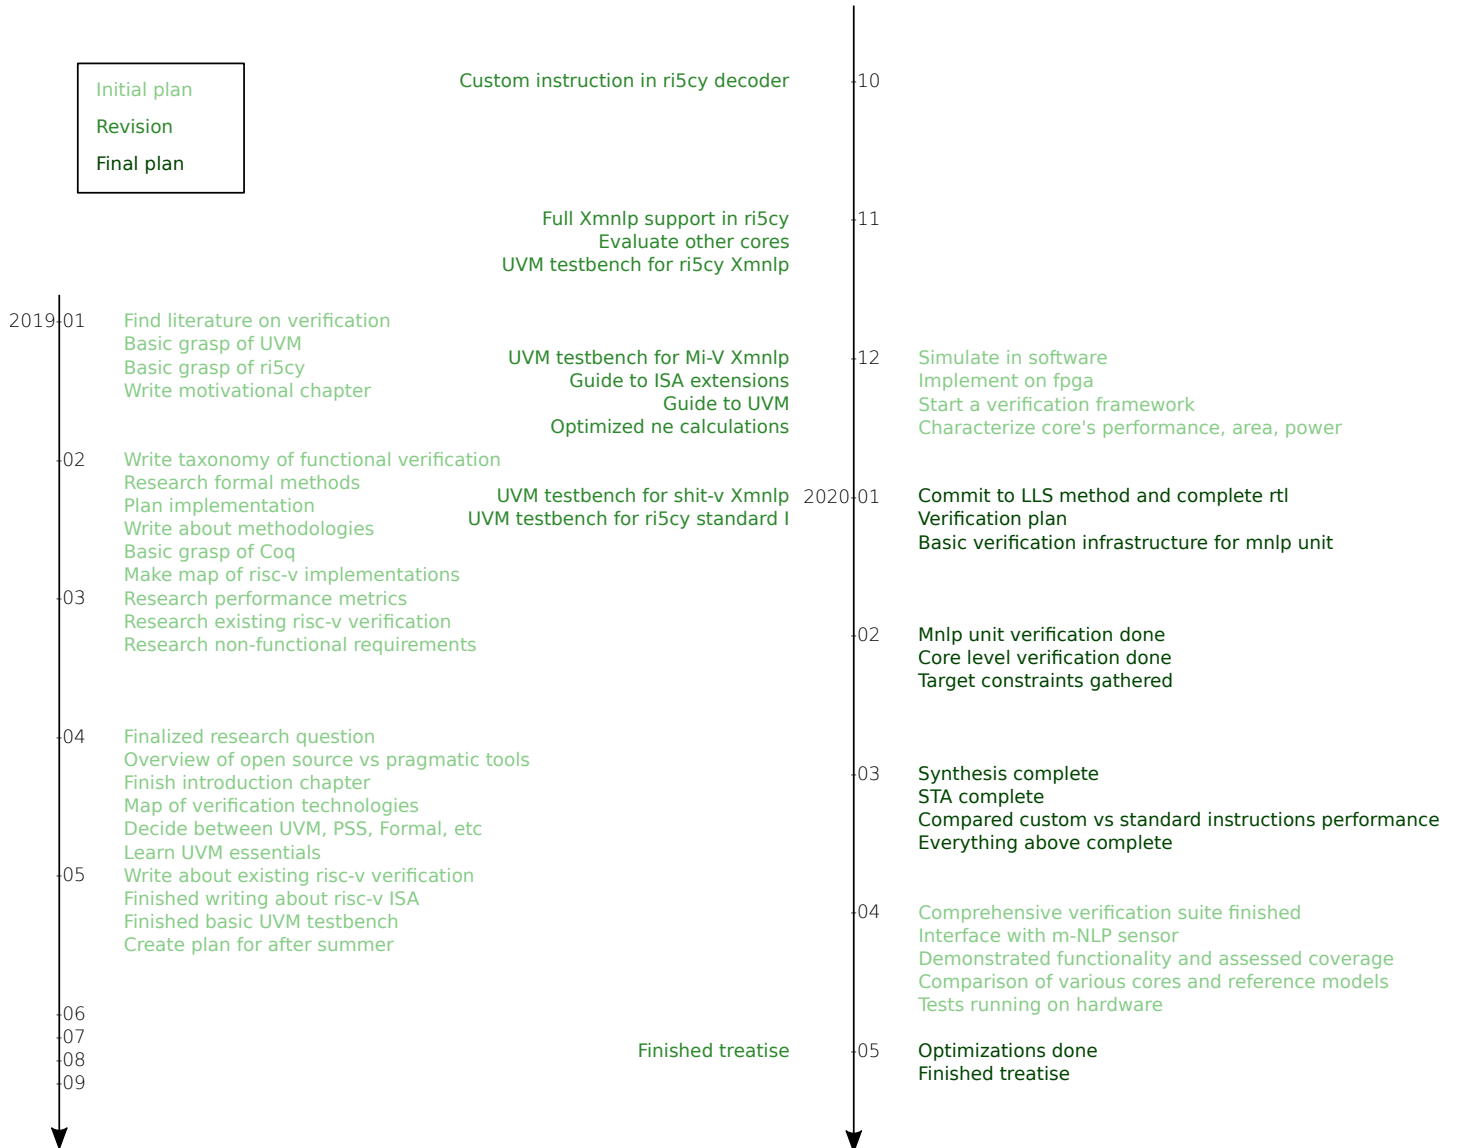 Initial plan
Revision
Final plan
2019-01
Find literature on verification
Basic grasp of UVM
Basic grasp of ri5cy
Write motivational chapter
02
Write taxonomy of functional verification
Research formal methods
Plan implementation
Write about methodologies
Basic grasp of Coq
Make map of risc-v implementations
03
Research performance metrics
Research existing risc-v verification
Research non-functional requirements
04
Finalized research question
Overview of open source vs pragmatic tools
Finish introduction chapter
Map of verification technologies
Decide between UVM, PSS, Formal, etc
Learn UVM essentials
05
Write about existing risc-v verification
Finished writing about risc-v ISA
Finished basic UVM testbench
Create plan for after summer
06
07
08
09
Custom instruction in ri5cy decoder
10
Full Xmnlp support in ri5cy
11
Evaluate other cores
UVM testbench for ri5cy Xmnlp
UVM testbench for Mi-V Xmnlp
Guide to ISA extensions
Guide to UVM
Optimized ne calculations
12
Simulate in software
Implement on fpga
Start a verification framework
Characterize core's performance, area, power
UVM testbench for shit-v Xmnlp
UVM testbench for ri5cy standard I
2020-01
Commit to LLS method and complete rtl
Verification plan
Basic verification infrastructure for mnlp unit
02
Mnlp unit verification done
Core level verification done
Target constraints gathered
03
Synthesis complete
STA complete
Compared custom vs standard instructions performance
Everything above complete
04
Comprehensive verification suite finished
Interface with m-NLP sensor
Demonstrated functionality and assessed coverage
Comparison of various cores and reference models
Tests running on hardware
Finished treatise
05
Optimizations done
Finished treatise